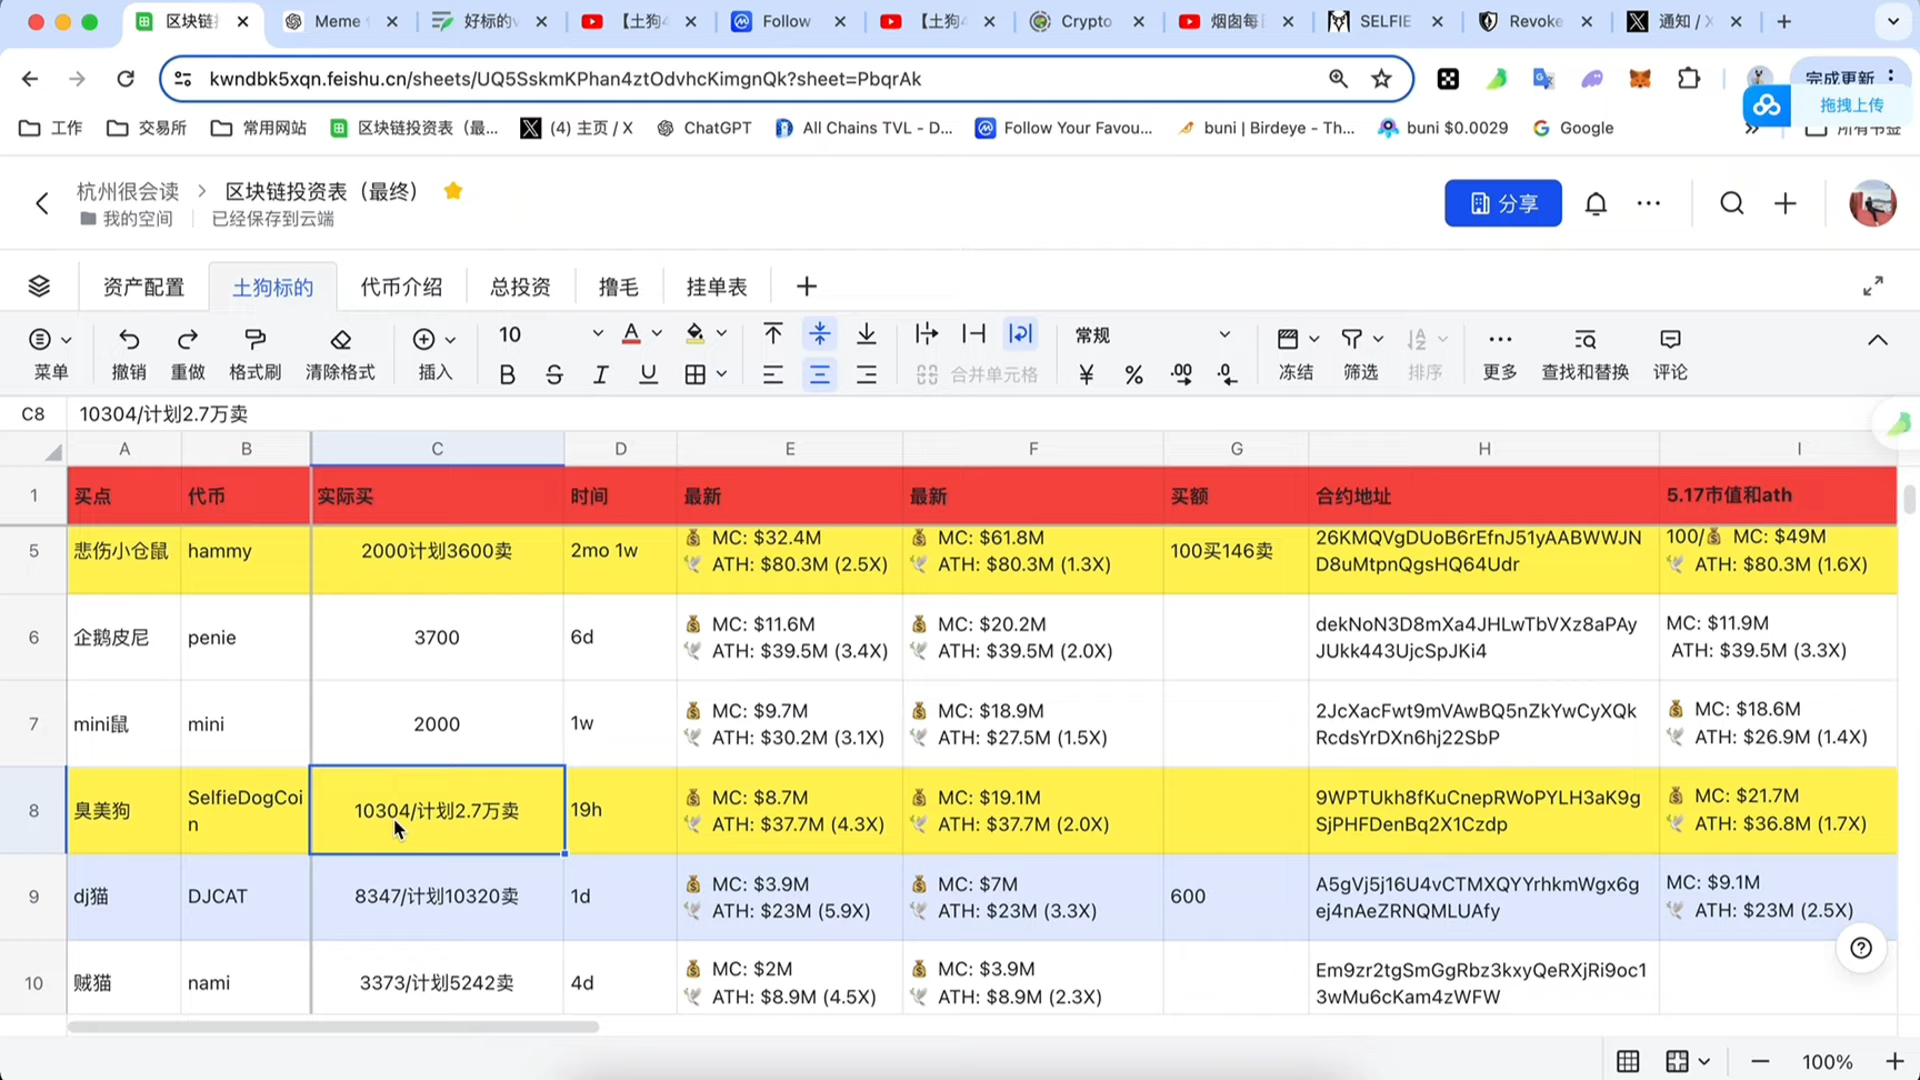 区块链
Meme
好标的v
【土狗
Follow
【土狗
Crypto
烟囱每
SELFIE
Revoke
通知 / X
kwndbk5xqn.feishu.cn/sheets/UQ5SskmKPhan4ztOdvhcKimgnQk?sheet=PbqrAk
完成更新
拖拽上传
工作
交易所
常用网站
区块链投资表（最...
(4) 主页 / X
ChatGPT
All Chains TVL - D...
Follow Your Favou...
buni | Birdeye - Th...
buni $0.0029
Google
所有书签
杭州很会读
区块链投资表（最终）
我的空间
已经保存到云端
分享
资产配置
土狗标的
代币介绍
总投资
撸毛
挂单表
菜单
撤销
重做
格式刷
清除格式
插入
10
合并单元格
常规
冻结
筛选
排序
更多
查找和替换
评论
C8
10304/计划2.7万卖
A
B
C
D
E
F
G
H
I
1
买点
代币
实际买
时间
最新
最新
买额
合约地址
5.17市值和ath
5
悲伤小仓鼠
hammy
2000计划3600卖
2mo 1w
MC: $32.4M
ATH: $80.3M (2.5X)
MC: $61.8M
ATH: $80.3M (1.3X)
100买146卖
26KMQVgDUoB6rEfnJ51yAABWWJN
D8uMtpnQgsHQ64Udr
100/💰 MC: $49M
ATH: $80.3M (1.6X)
6
企鹅皮尼
penie
3700
6d
MC: $11.6M
ATH: $39.5M (3.4X)
MC: $20.2M
ATH: $39.5M (2.0X)
dekNoN3D8mXa4JHLwTbVXz8aPAy
JUkk443UjcSpJKi4
MC: $11.9M
ATH: $39.5M (3.3X)
7
mini鼠
mini
2000
1w
MC: $9.7M
ATH: $30.2M (3.1X)
MC: $18.9M
ATH: $27.5M (1.5X)
2JcXacFwt9mVAwBQ5nZkYwCyXQk
RcdsYrDXn6hj22SbP
MC: $18.6M
ATH: $26.9M (1.4X)
8
臭美狗
SelfieDogCoi
n
10304/计划2.7万卖
19h
MC: $8.7M
ATH: $37.7M (4.3X)
MC: $19.1M
ATH: $37.7M (2.0X)
9WPTUkh8fKuCnepRWoPYLH3aK9g
SjPHFDenBq2X1Czdp
MC: $21.7M
ATH: $36.8M (1.7X)
9
dj猫
DJCAT
8347/计划10320卖
1d
MC: $3.9M
ATH: $23M (5.9X)
MC: $7M
ATH: $23M (3.3X)
600
A5gVj5j16U4vCTMXQYYrhkmWgx6g
ej4nAeZRNQMLUAfy
MC: $9.1M
ATH: $23M (2.5X)
10
贼猫
nami
3373/计划5242卖
4d
MC: $2M
ATH: $8.9M (4.5X)
MC: $3.9M
ATH: $8.9M (2.3X)
Em9zr2tgSmGgRbz3kxyQeRXjRi9oc1
3wMu6cKam4zWFW
100%